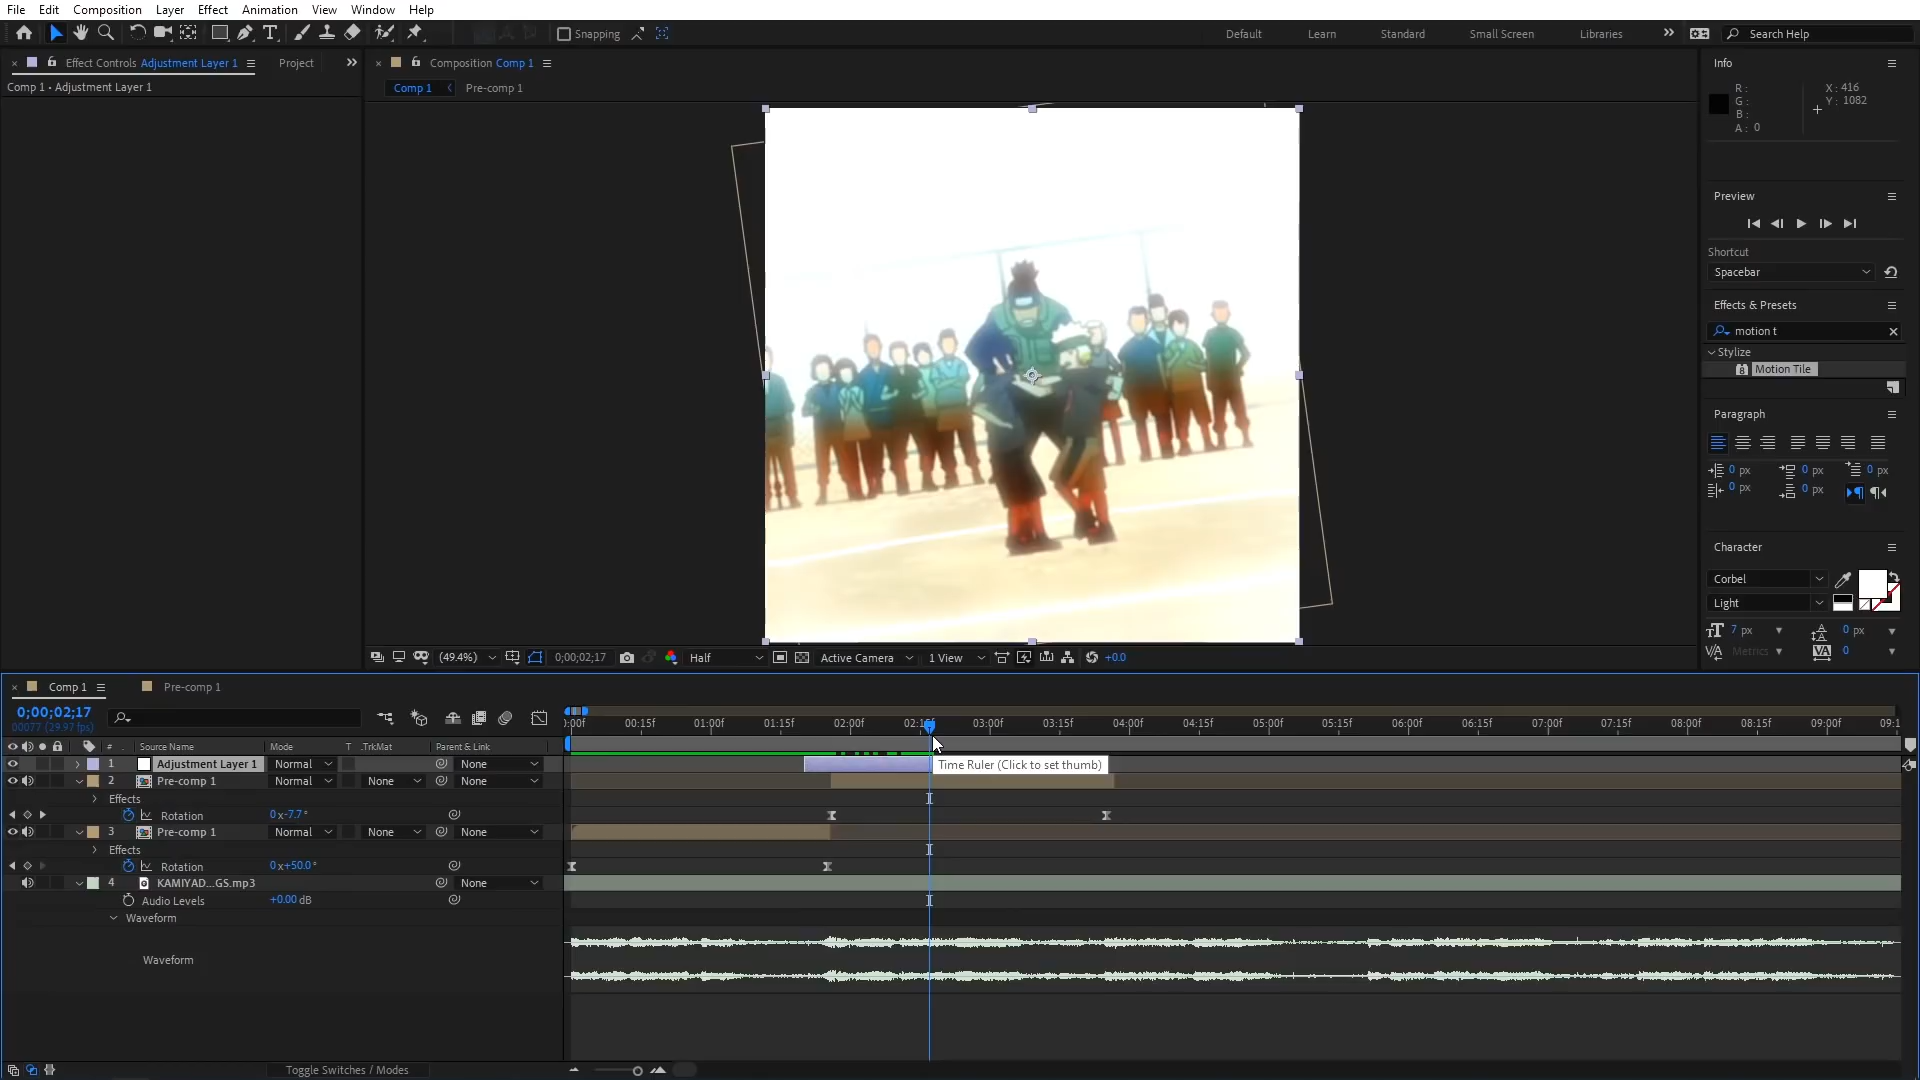 File Edit Composition Layer Effect Animation View Window Help
Snapping Default Learn Standard Small Screen Libraries » Search Help
× Effect Controls Adjustment Layer 1 Project » × Composition Comp 1 Info
Comp 1 • Adjustment Layer 1 Comp 1 Pre-comp 1
R : X : 416
G : Y : 1082
B :
A : 0
Preview
Shortcut
Spacebar
Effects & Presets
motion t ×
Stylize
Motion Tile
Paragraph
0 px 0 px 0 px
0 px 0 px
Character
Corbel
Light
7 px 0 px
Metrics 0
(49.4%) 0;00;02;17 Half Active Camera 1 View +0.0
× Comp 1 Pre-comp 1
0;00;02;17
00077 (29.97 fps)
:00f 00:15f 01:00f 01:15f 02:00f 02:15f 03:00f 03:15f 04:00f 04:15f 05:00f 05:15f 06:00f 06:15f 07:00f 07:15f 08:00f 08:15f 09:00f 09:1
# Source Name Mode T .TrkMat Parent & Link
1 Adjustment Layer 1 Normal None
Time Ruler (Click to set thumb)
2 Pre-comp 1 Normal None None
Effects
Rotation 0x-7.7°
3 Pre-comp 1 Normal None None
Effects
Rotation 0x+50.0°
4 KAMIYAD...GS.mp3 None
Audio Levels +0.00 dB
Waveform
Waveform
Toggle Switches / Modes